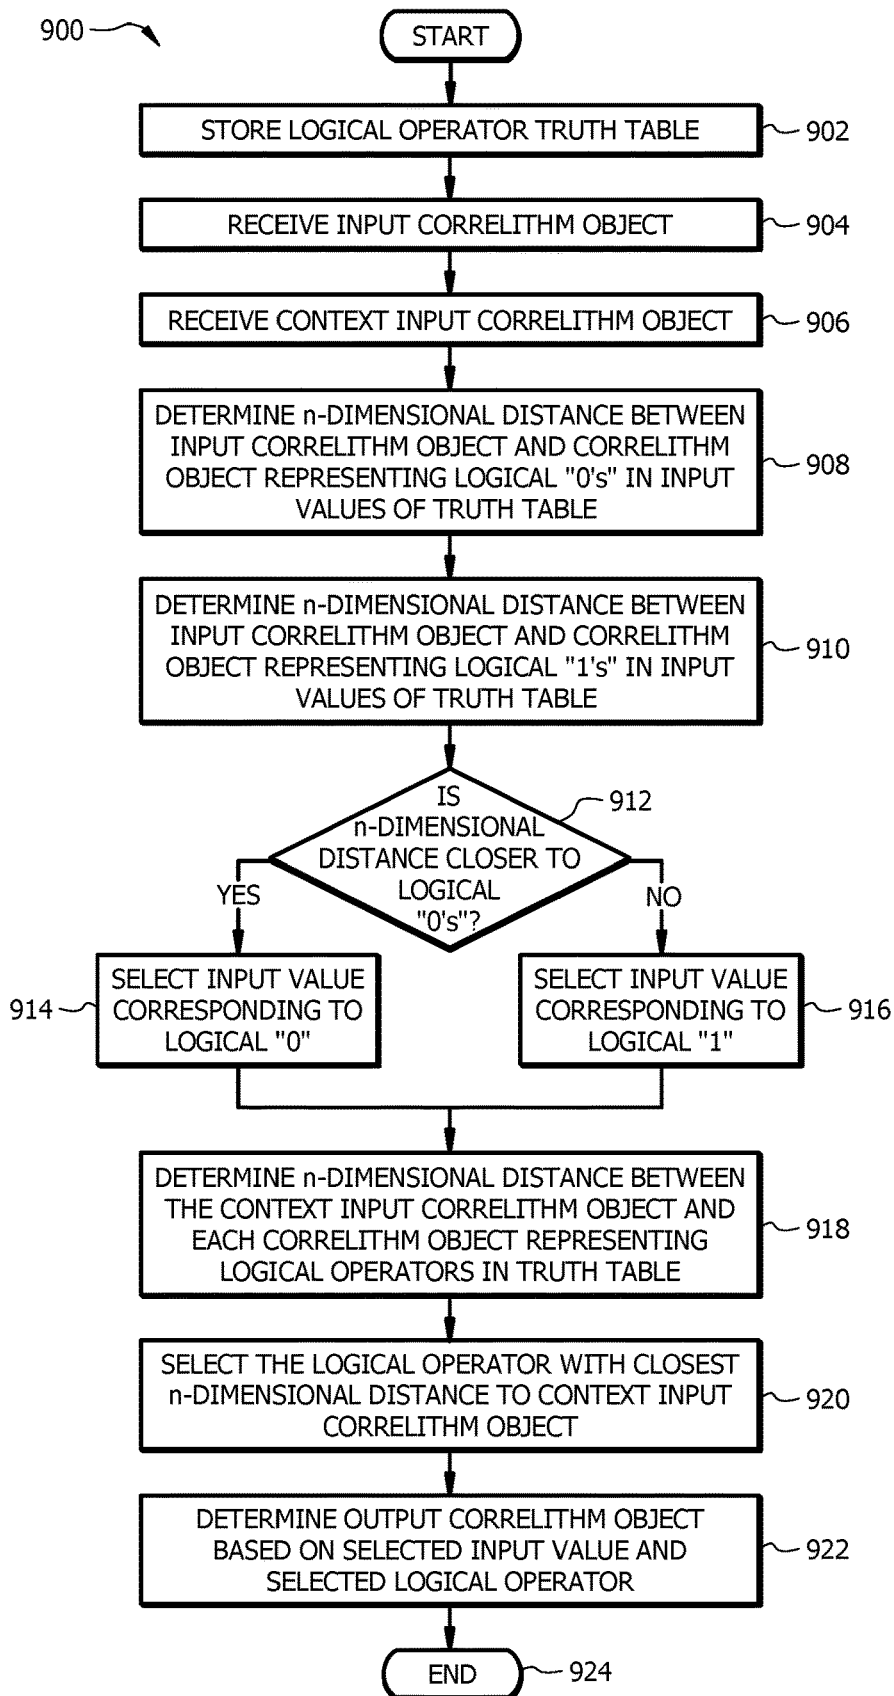 900
START
STORE LOGICAL OPERATOR TRUTH TABLE
902
RECEIVE INPUT CORRELITHM OBJECT
904
RECEIVE CONTEXT INPUT CORRELITHM OBJECT
906
DETERMINE n-DIMENSIONAL DISTANCE BETWEEN
INPUT CORRELITHM OBJECT AND CORRELITHM
OBJECT REPRESENTING LOGICAL "0's" IN INPUT
VALUES OF TRUTH TABLE
908
DETERMINE n-DIMENSIONAL DISTANCE BETWEEN
INPUT CORRELITHM OBJECT AND CORRELITHM
OBJECT REPRESENTING LOGICAL "1's" IN INPUT
VALUES OF TRUTH TABLE
910
IS
n-DIMENSIONAL
DISTANCE CLOSER TO
LOGICAL
"0's"?
912
YES
NO
914
SELECT INPUT VALUE
CORRESPONDING TO
LOGICAL "0"
SELECT INPUT VALUE
CORRESPONDING TO
LOGICAL "1"
916
DETERMINE n-DIMENSIONAL DISTANCE BETWEEN
THE CONTEXT INPUT CORRELITHM OBJECT AND
EACH CORRELITHM OBJECT REPRESENTING
LOGICAL OPERATORS IN TRUTH TABLE
918
SELECT THE LOGICAL OPERATOR WITH CLOSEST
n-DIMENSIONAL DISTANCE TO CONTEXT INPUT
CORRELITHM OBJECT
920
DETERMINE OUTPUT CORRELITHM OBJECT
BASED ON SELECTED INPUT VALUE AND
SELECTED LOGICAL OPERATOR
922
END
924